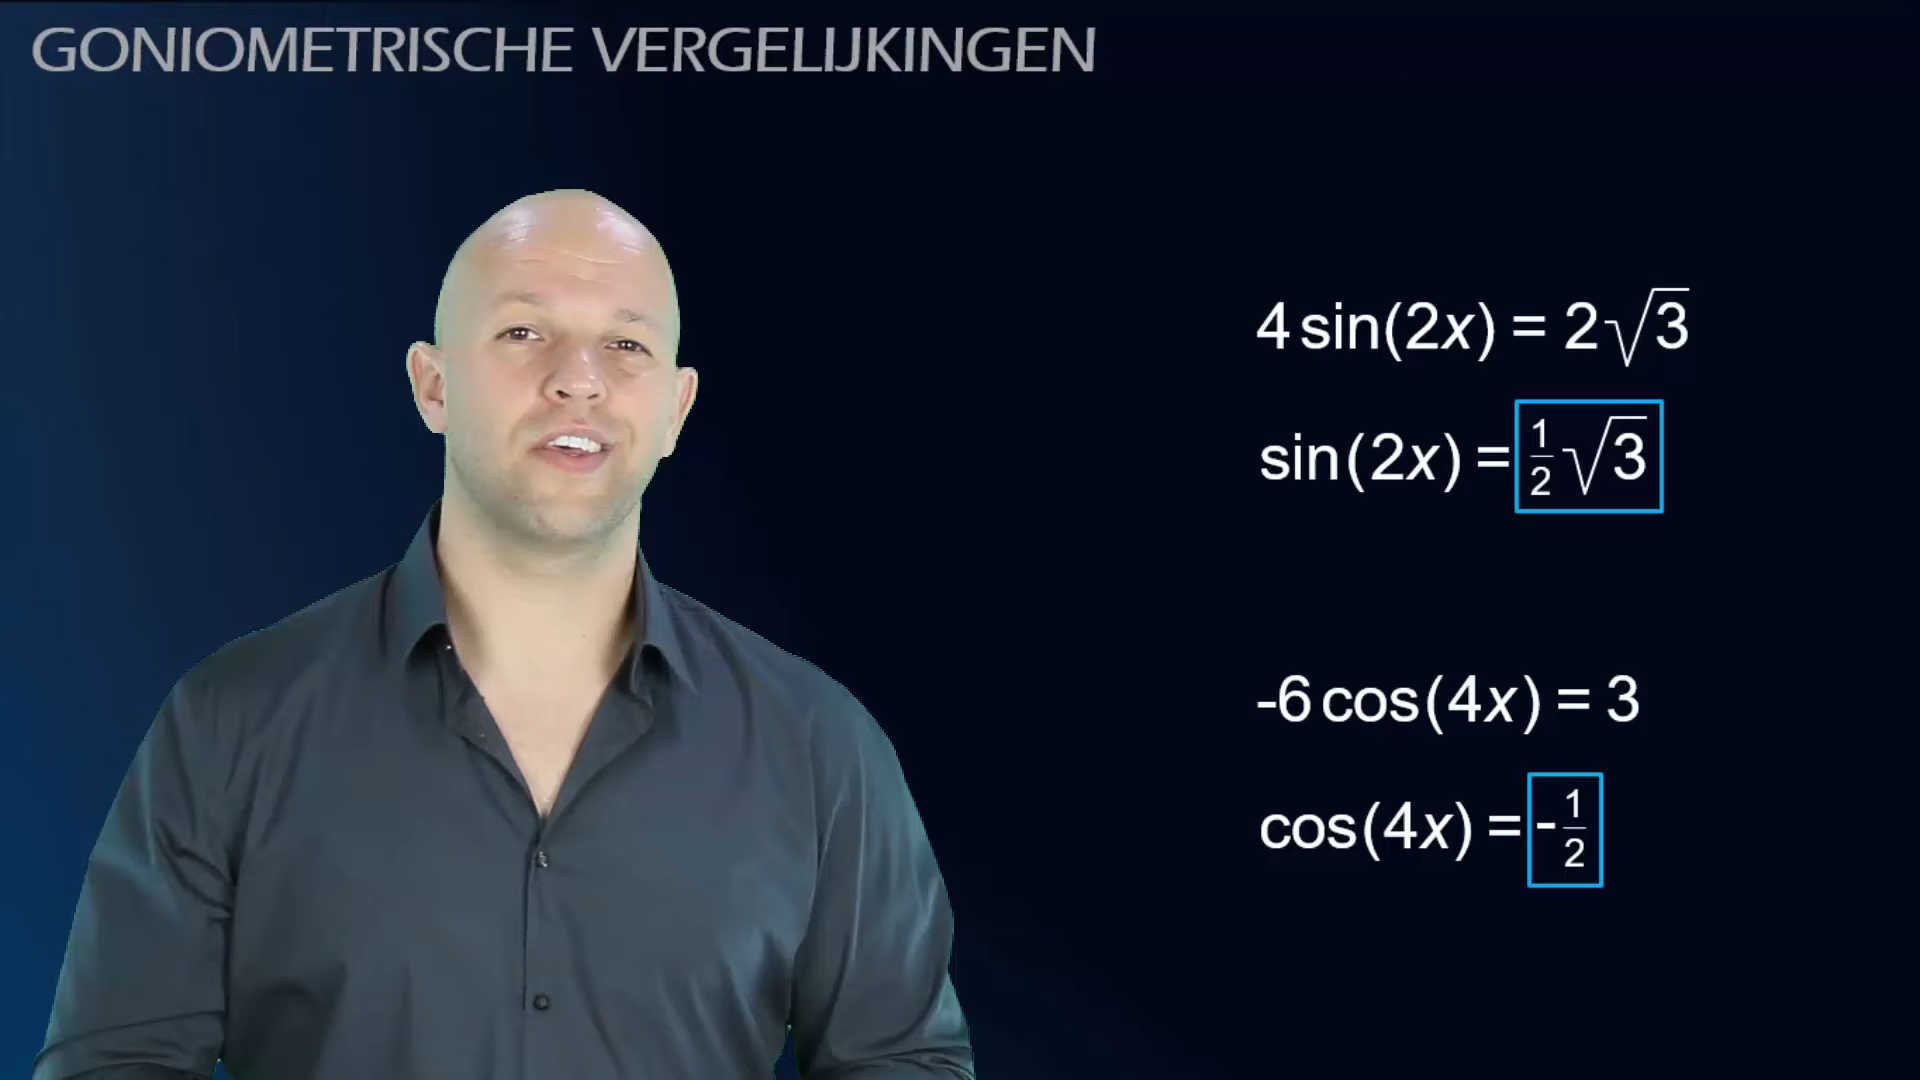 GONIOMETRISCHE VERGELIJKINGEN
4 sin(2x) = 2√3
sin(2x) = 1/2 √3
-6 cos(4x) = 3
cos(4x) = -1/2